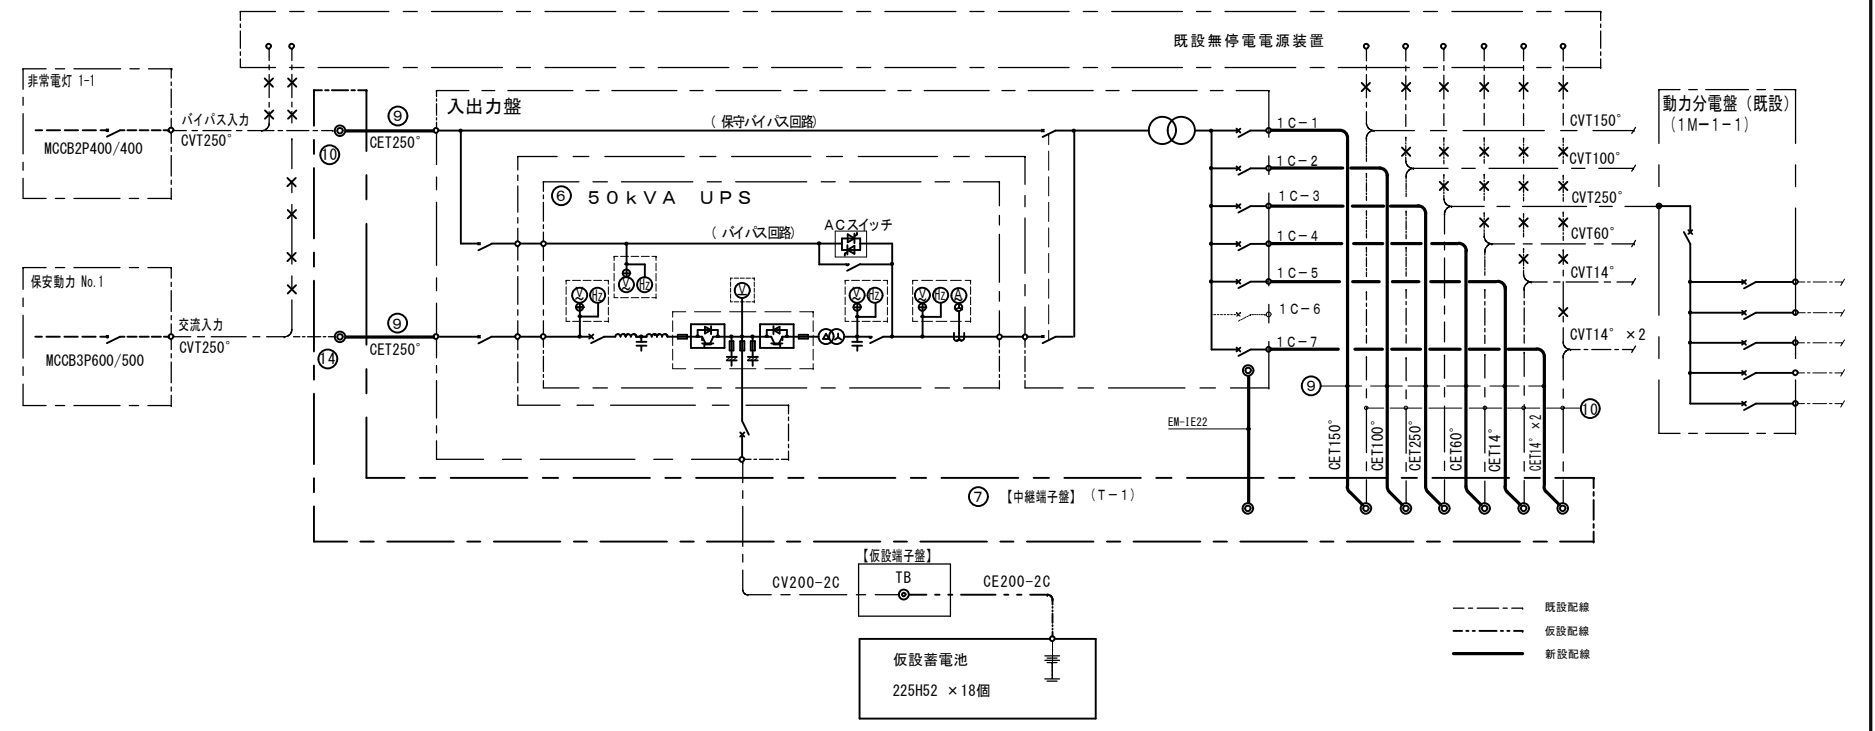 既設無停電電源装置
非常電灯 1-1
MCCB2P400/400
バイパス入力
CVT250°
⑨
CET250°
⑩
入出力盤
( 保守バイパス回路)
⑥ 50kVA UPS
( バイパス回路)
ACスイッチ
V
Hz
V
Hz
V
V
Hz
V
Hz
A
保安動力 No.1
MCCB3P600/500
交流入力
CVT250°
⑨
CET250°
⑭
1C-1
1C-2
1C-3
1C-4
1C-5
1C-6
1C-7
CVT150°
CVT100°
CVT250°
CVT60°
CVT14°
CVT14° ×2
動力分電盤 (既設)
(1M-1-1)
⑨
⑩
EM-IE22
CET150°
CET100°
CET250°
CET60°
CET14°
CET14° ×2
⑦ 【中継端子盤】 (T-1)
【仮設端子盤】
TB
CV200-2C
CE200-2C
仮設蓄電池
225H52 ×18個
既設配線
仮設配線
新設配線